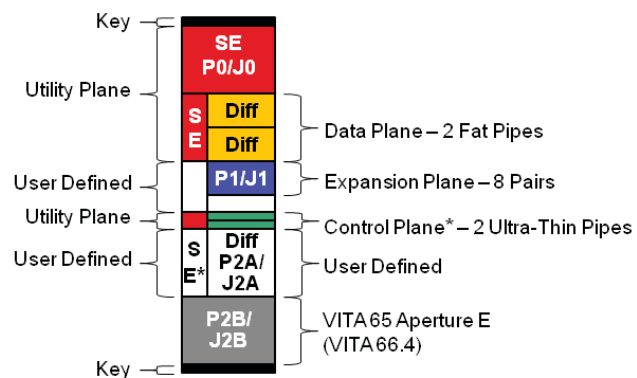 Key
SE
P0/J0
Utility Plane
S
E
Diff
Diff
Data Plane – 2 Fat Pipes
User Defined
P1/J1
Expansion Plane – 8 Pairs
Utility Plane
Control Plane* – 2 Ultra-Thin Pipes
User Defined
S
E*
Diff
P2A/
J2A
User Defined
P2B/
J2B
VITA 65 Aperture E
(VITA 66.4)
Key